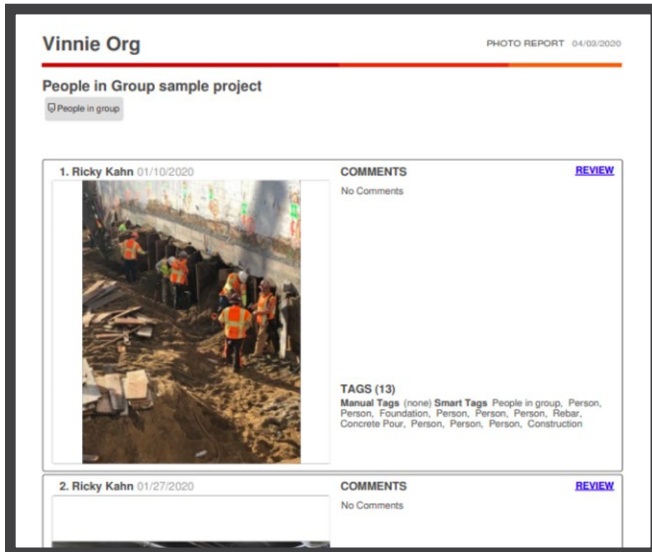 Vinnie Org
PHOTO REPORT 04/03/2020
People in Group sample project
People in group
1. Ricky Kahn 01/10/2020
COMMENTS
REVIEW
No Comments
TAGS (13)
Manual Tags (none) Smart Tags People in group, Person,
Person, Foundation, Person, Person, Person, Rebar,
Concrete Pour, Person, Person, Person, Construction
2. Ricky Kahn 01/27/2020
COMMENTS
REVIEW
No Comments